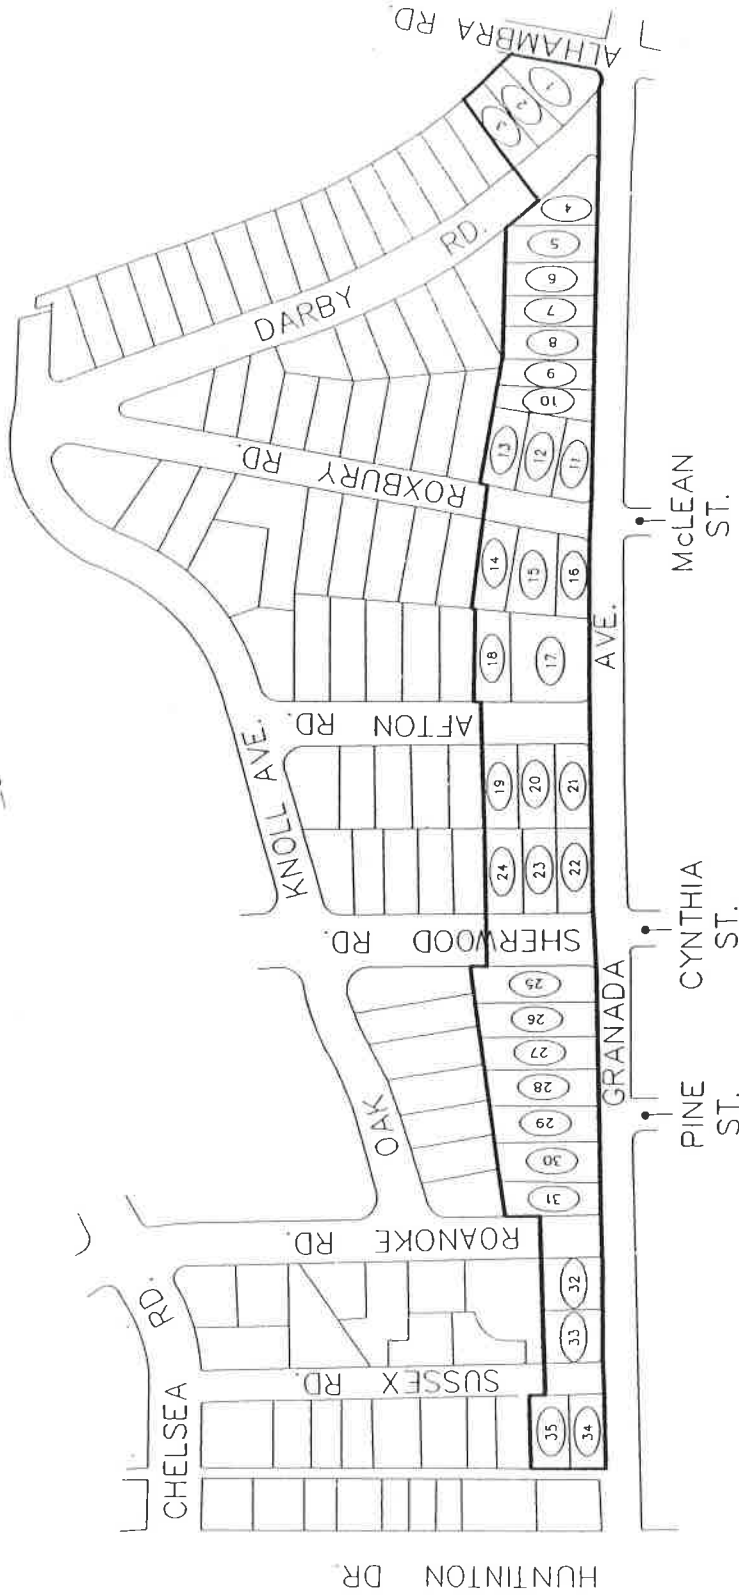 ALHAMBRA RD
1
2
3
4
5
6
7
8
9
10
11
12
13
14
15
16
17
18
19
20
21
22
23
24
25
26
27
28
29
30
31
32
33
34
35
DARBY RD.
ROXBURY RD.
McLEAN
ST.
AVE.
AFTON RD.
KNOLL AVE.
SHERWOOD RD.
CYNTHIA
ST.
GRANADA
PINE
ST.
OAK
ROANOKE RD.
CHELSEA RD.
SUSSEX RD.
HUNTINTON DR.